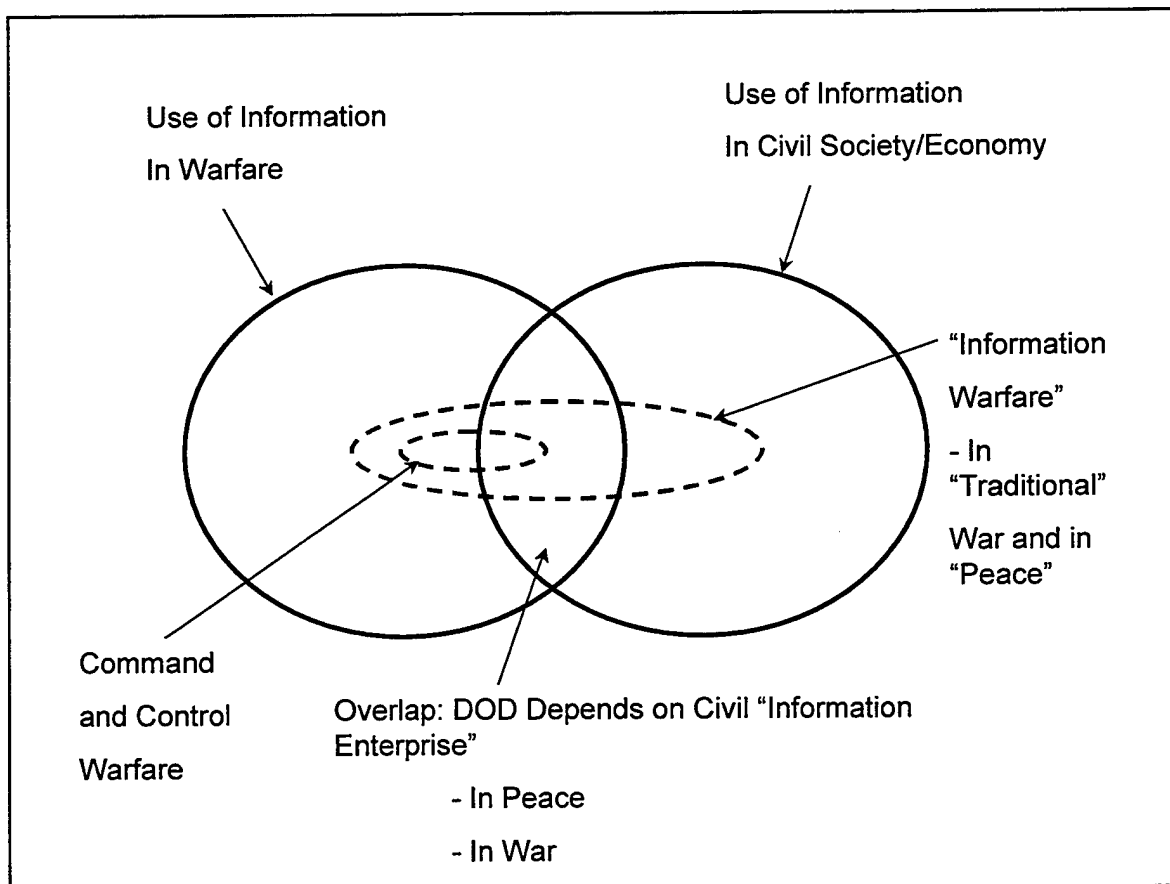 Use of Information
In Warfare
Use of Information
In Civil Society/Economy
“Information
Warfare”
- In
“Traditional”
War and in
“Peace”
Command
and Control
Warfare
Overlap: DOD Depends on Civil “Information
Enterprise”
- In Peace
- In War